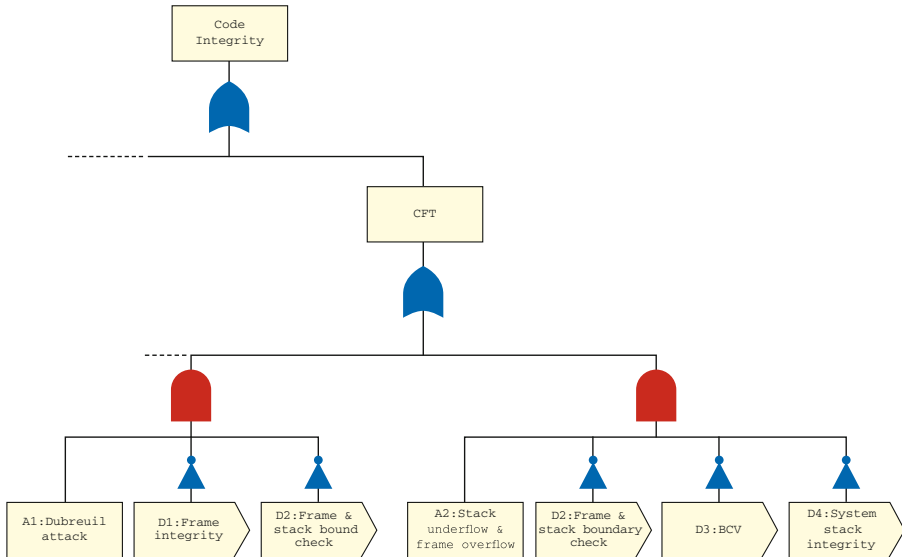 Code
Integrity
CFT
A1:Dubreuil
attack
D1:Frame
integrity
D2:Frame &
stack bound
check
A2:Stack
underflow &
frame overflow
D2:Frame &
stack boundary
check
D3:BCV
D4:System
stack
integrity